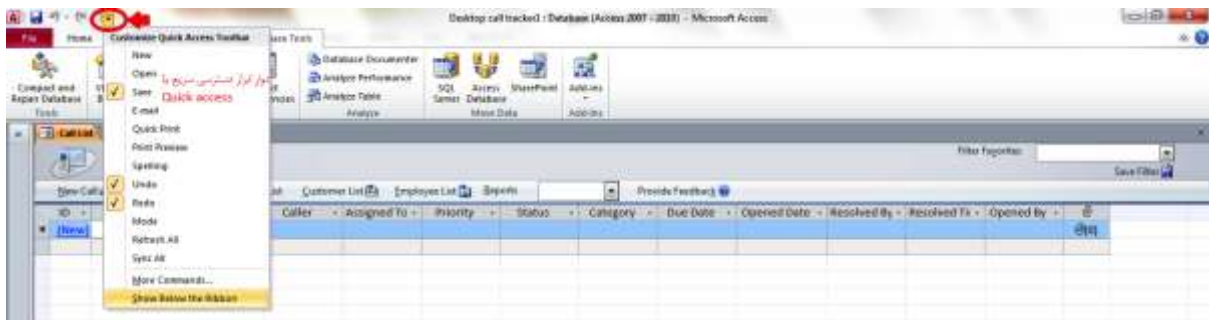 Desktop call tracker3 : Database (Access 2007 - 2010) - Microsoft Access
File Home Tools
Customize Quick Access Toolbar
New
Open
Save
E-mail
Quick Print
Print Preview
Spelling
Undo
Redo
Mode
Refresh All
Sync All
More Commands...
Show Below the Ribbon
نوار ابزار دسترسی سریع یا
Quick access
Compact and
Repair Database
Tools
Database Documenter
Analyze Performance
Analyze Table
Analyze
SQL
Server
Access
Database
SharePoint
Move Data
Add-ins
Add-Ins
Call List
Filter Favorites
Save Filter
New Call
Customer List Employee List Reports Provide Feedback
ID Caller Assigned To Priority Status Category Due Date Opened Date Resolved By Opened By
(New)